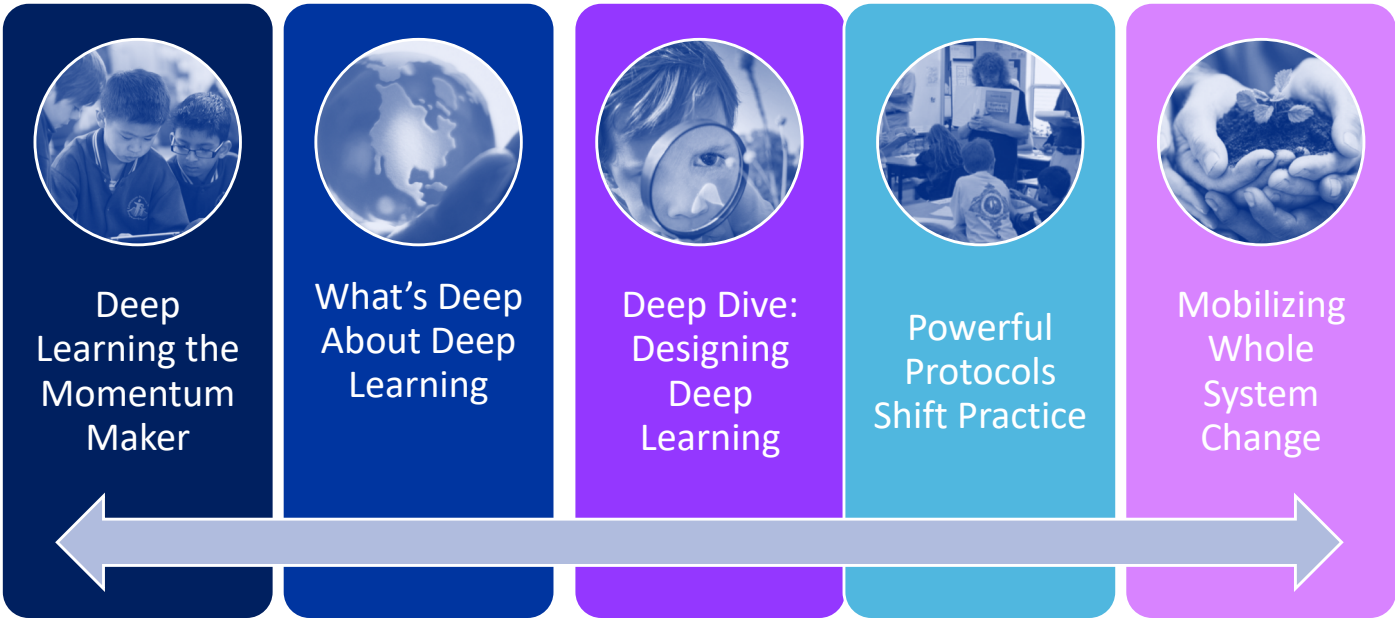 Deep
Learning the
Momentum
Maker
What’s Deep
About Deep
Learning
Deep Dive:
Designing
Deep
Learning
Powerful
Protocols
Shift Practice
Mobilizing
Whole
System
Change